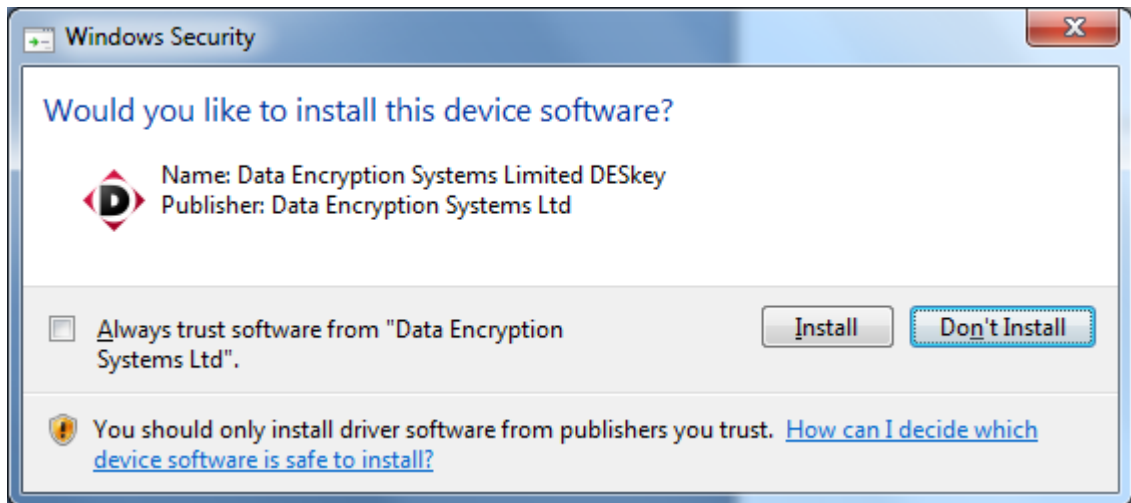 Windows Security
Would you like to install this device software?
D
Name: Data Encryption Systems Limited DESkey
Publisher: Data Encryption Systems Ltd
Always trust software from "Data Encryption
Systems Ltd".
Install
Don't Install
You should only install driver software from publishers you trust. How can I decide which
device software is safe to install?